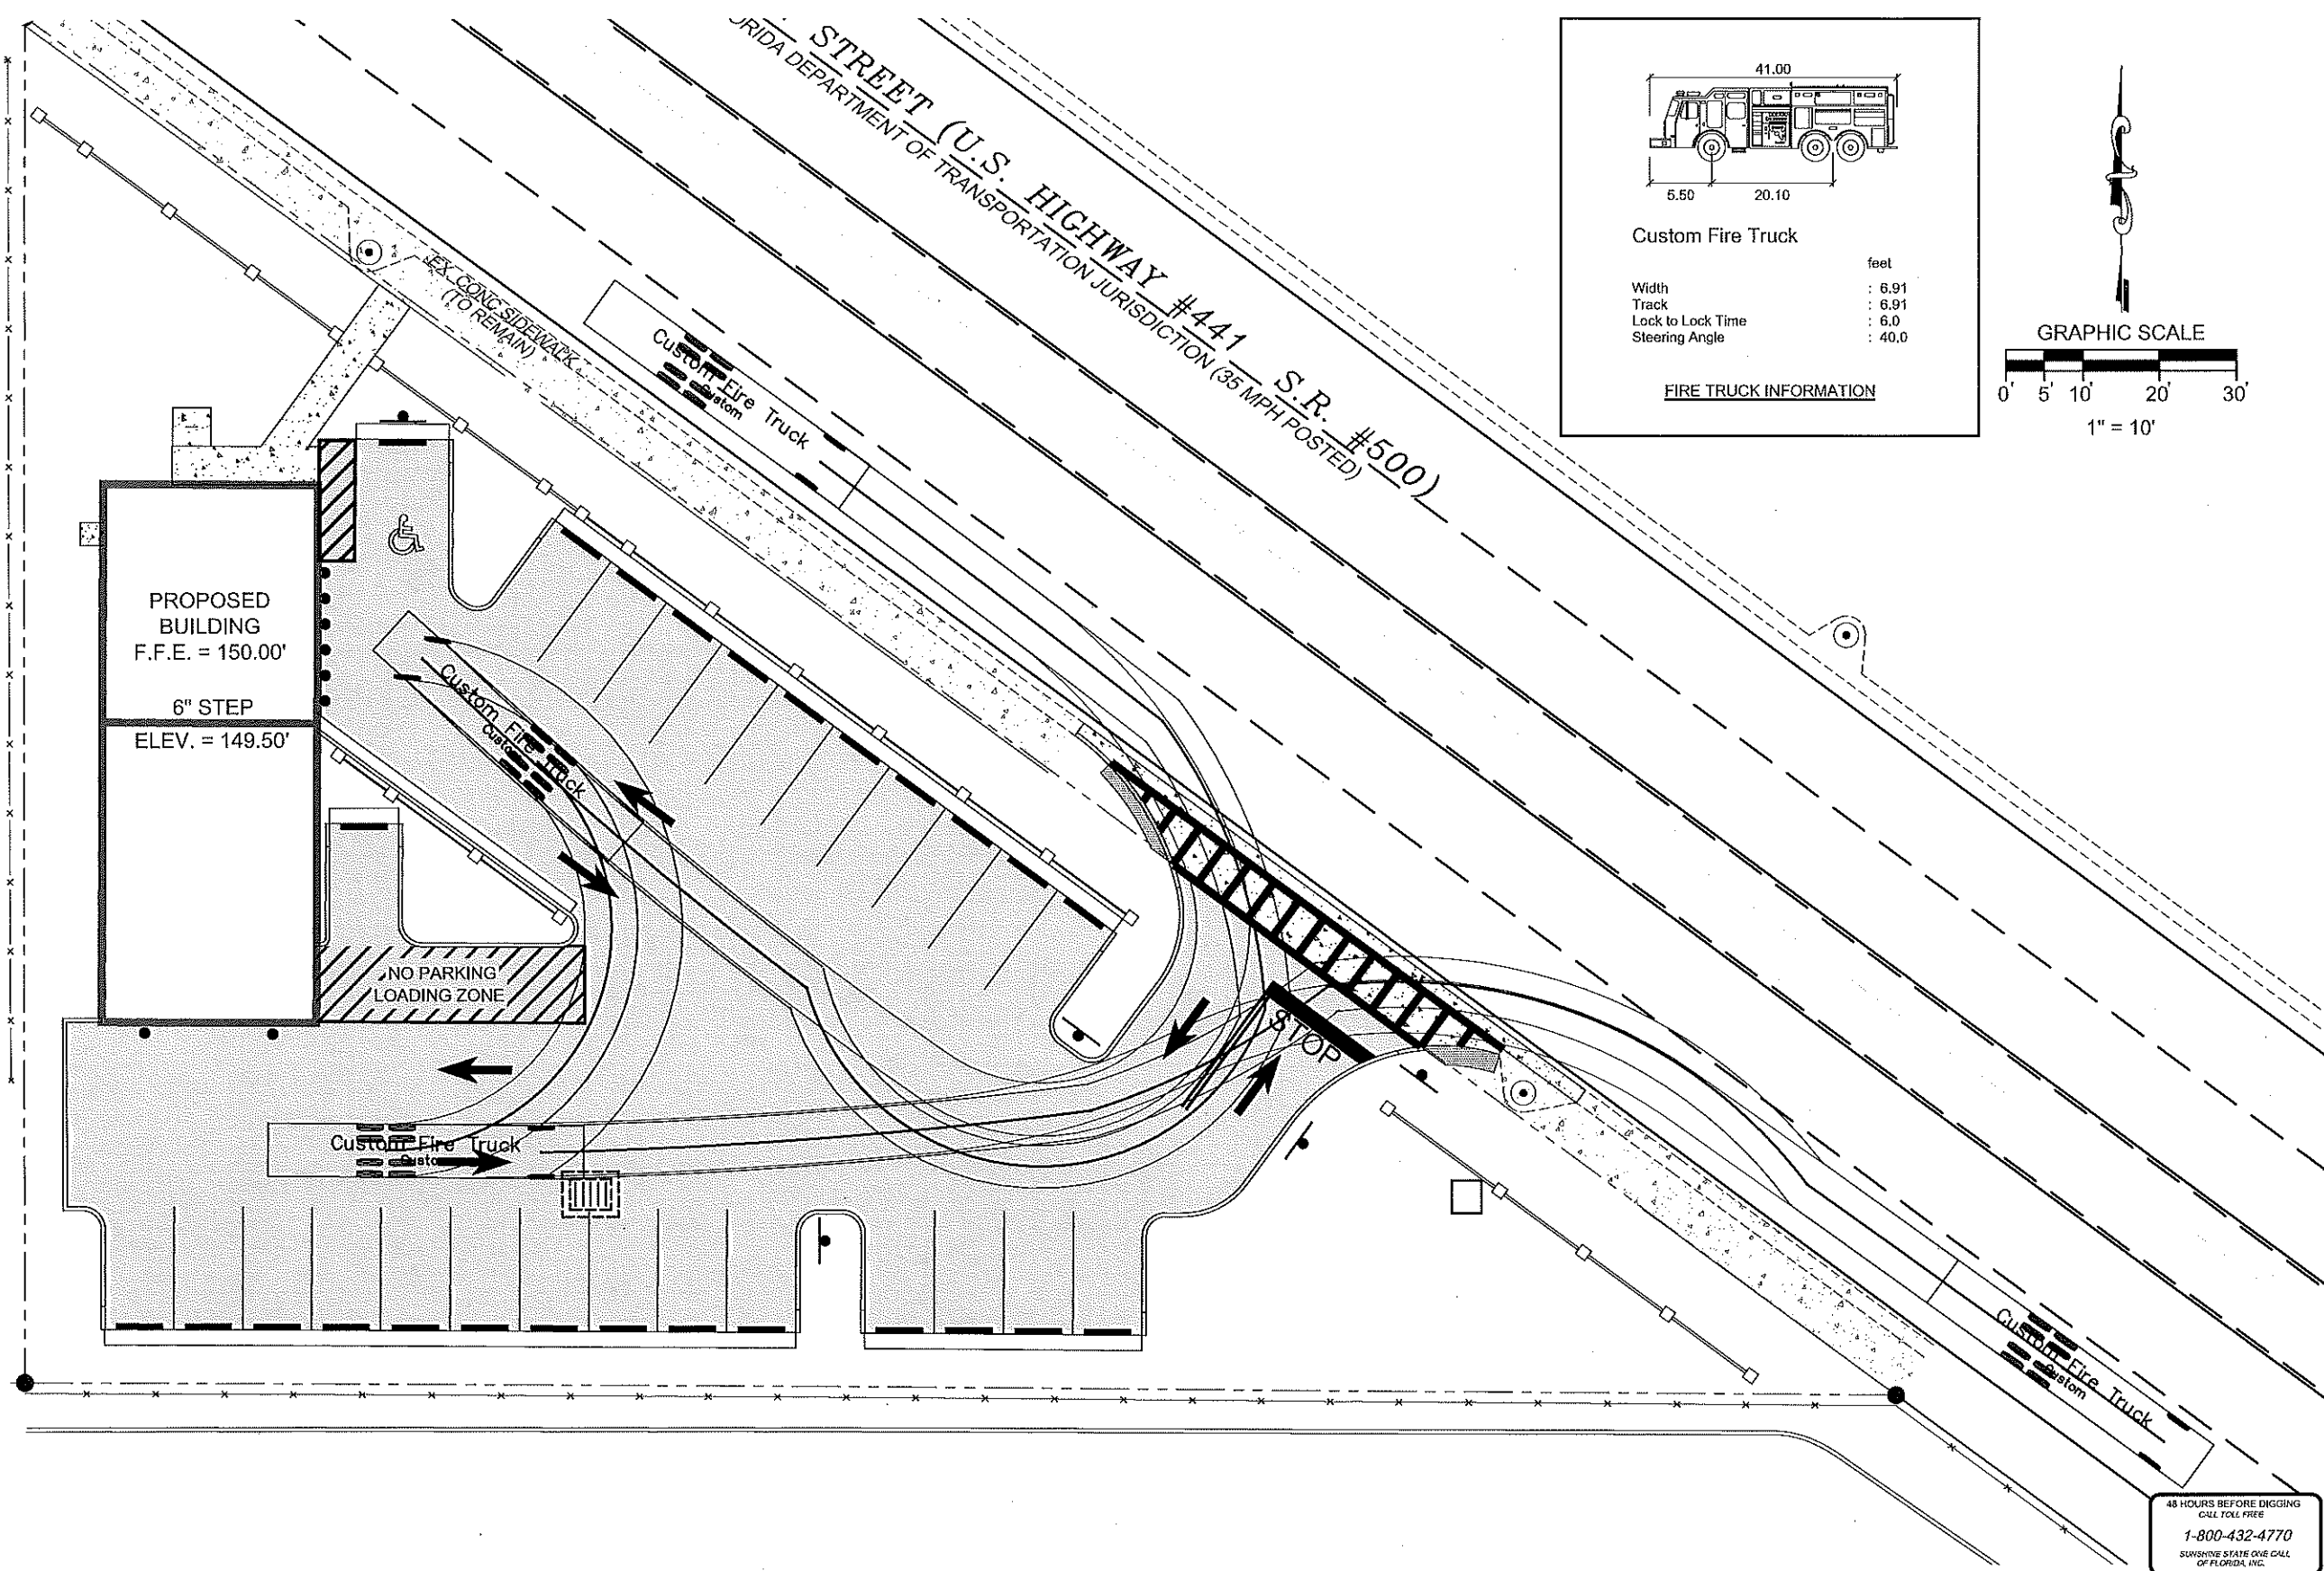 STREET (U.S. HIGHWAY #441 S.R. #500)
DEPARTMENT OF TRANSPORTATION JURISDICTION (35 MPH POSTED)
41.00
5.50 20.10
Custom Fire Truck
feet
Width : 6.91
Track : 6.91
Lock to Lock Time : 6.0
Steering Angle : 40.0
FIRE TRUCK INFORMATION
GRAPHIC SCALE
0' 5' 10' 20' 30'
1" = 10'
EX. CONC. SIDEWALK
(TO REMAIN)
Custom Fire Truck
Custom
PROPOSED
BUILDING
F.F.E. = 150.00'
6" STEP
ELEV. = 149.50'
Custom Fire Truck
Custom
NO PARKING
LOADING ZONE
STOP
Custom Fire Truck
Custom Fire Truck
Custom
48 HOURS BEFORE DIGGING
CALL TOLL FREE
1-800-432-4770
SUNSHINE STATE ONE CALL
OF FLORIDA, INC.